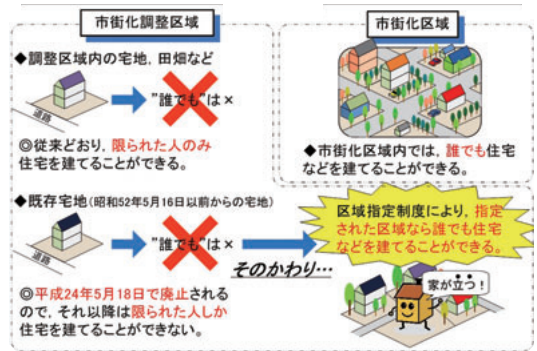 市街化調整区域
◆調整区域内の宅地，田畑など
道路
"誰でも"は×
◎従来どおり，限られた人のみ
住宅を建てることができる。
◆既存宅地(昭和52年5月16日以前からの宅地)
道路
"誰でも"は×
そのかわり…
◎平成24年5月18日で廃止される
ので，それ以降は限られた人しか
住宅を建てることができない。
市街化区域
◆市街化区域内では，誰でも住宅
などを建てることができる。
区域指定制度により，指定
された区域なら誰でも住宅
などを建てることができる。
家が立つ！